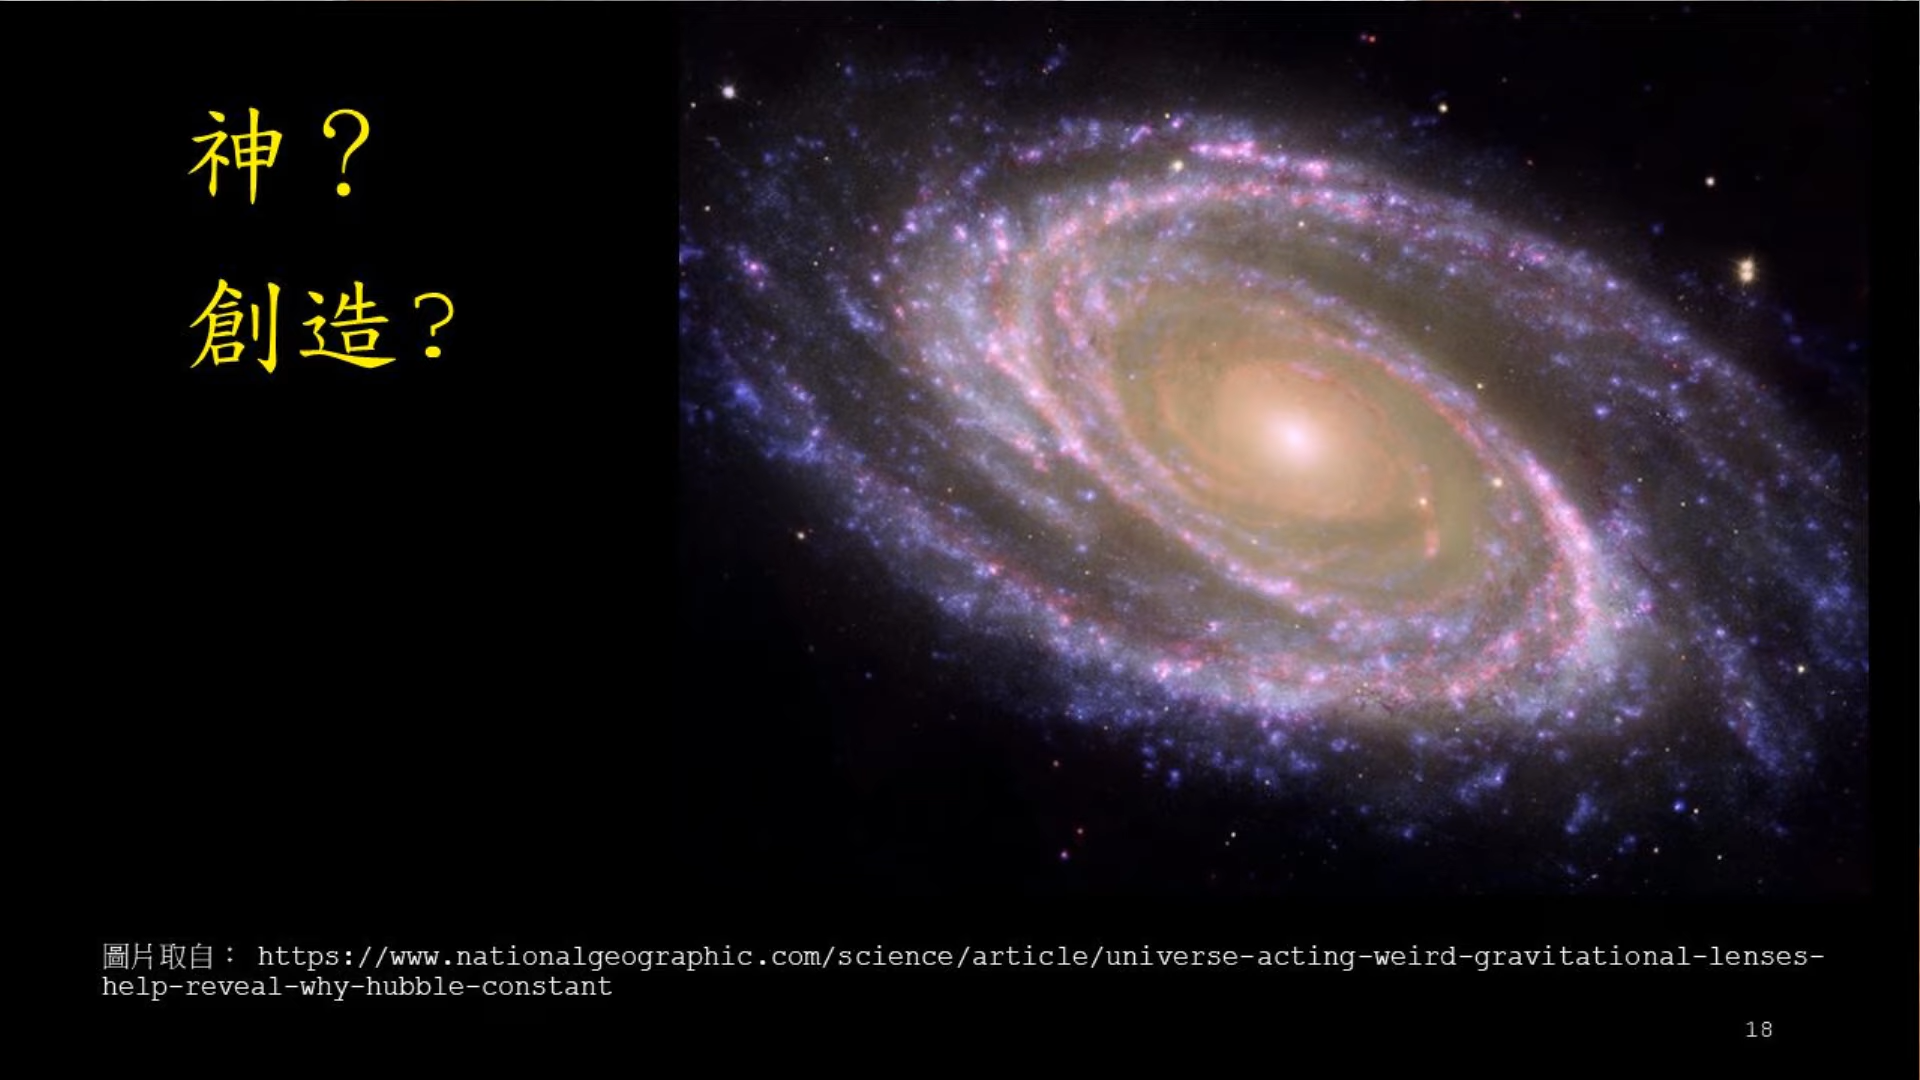 神？
創造?
圖片取自： https://www.nationalgeographic.com/science/article/universe-acting-weird-gravitational-lenses-
help-reveal-why-hubble-constant
18